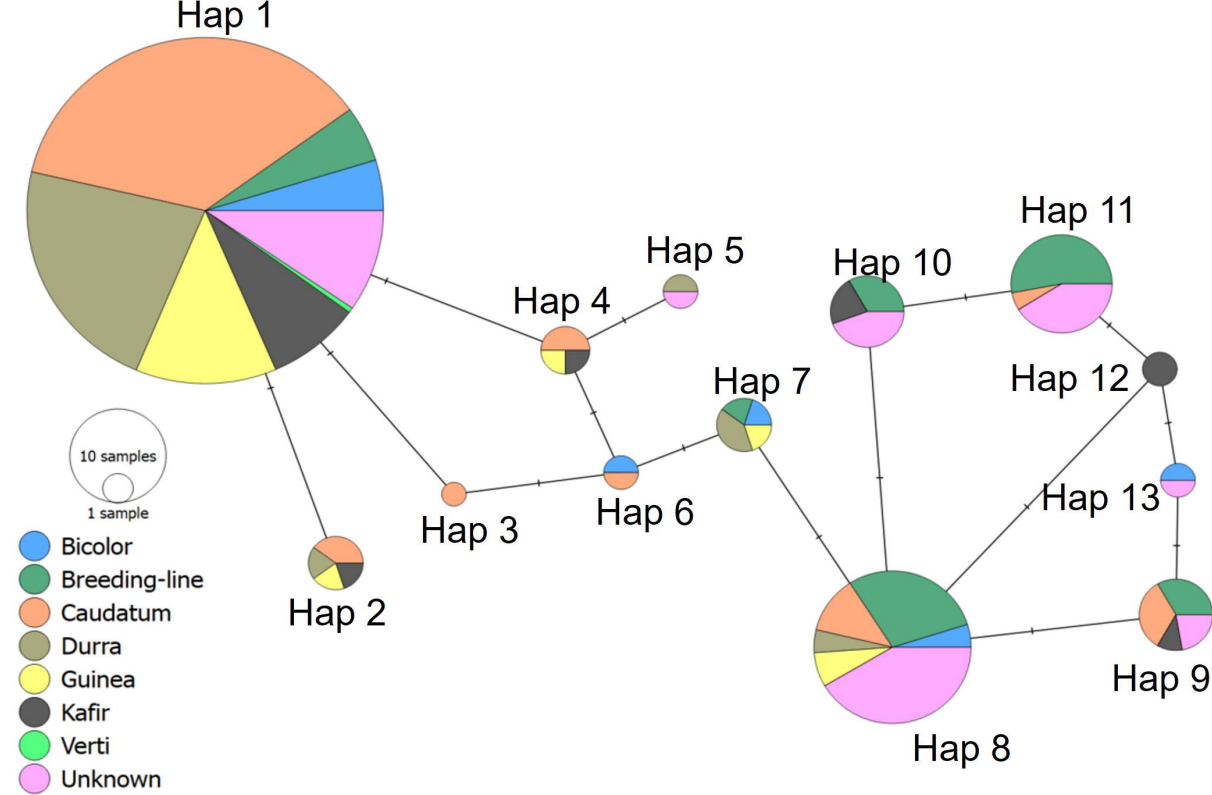 Hap 1
Hap 11
Hap 5
Hap 10
Hap 4
Hap 7
Hap 12
Hap 13
10 samples
1 sample
Hap 6
Hap 3
Bicolor
Breeding-line
Caudatum
Hap 2
Durra
Guinea
Hap 9
Kafir
Verti
Hap 8
Unknown